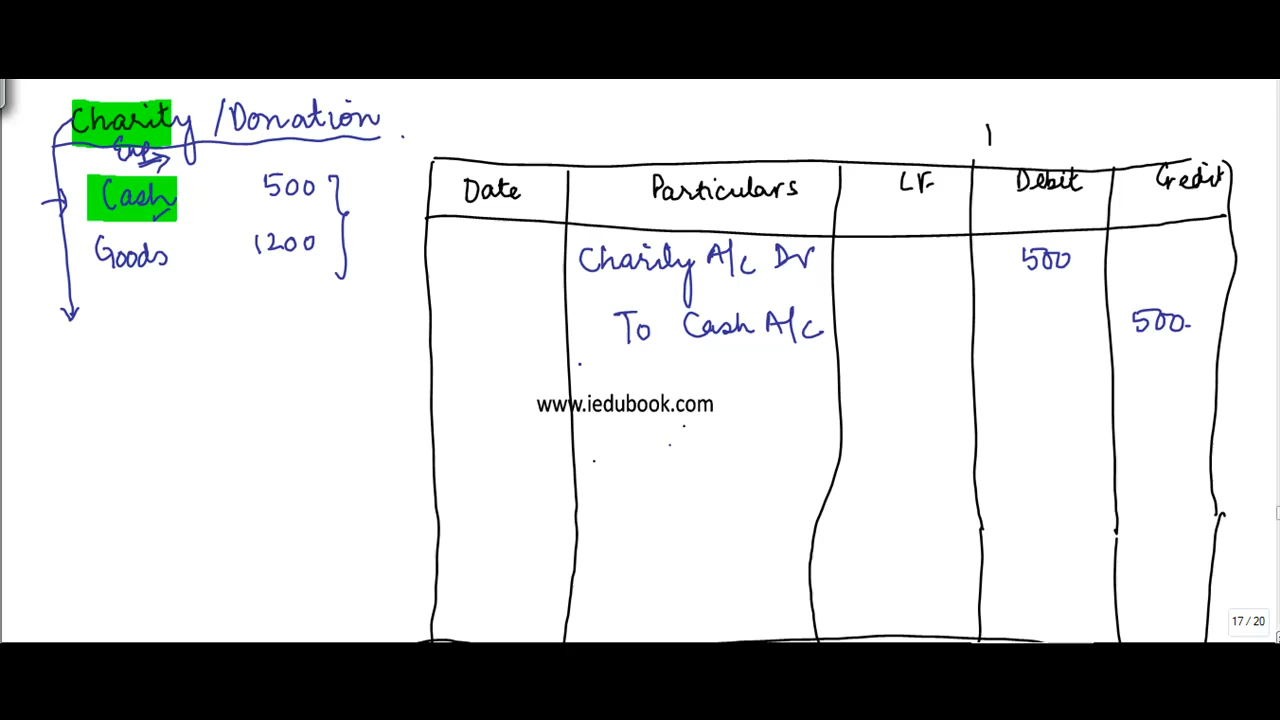 Charity /Donation
Exp
Cash 500
Goods 1200
Date Particulars LF Debit Credit
Charity A/c Dr 500
To Cash A/c 500
www.iedubook.com
17 / 20